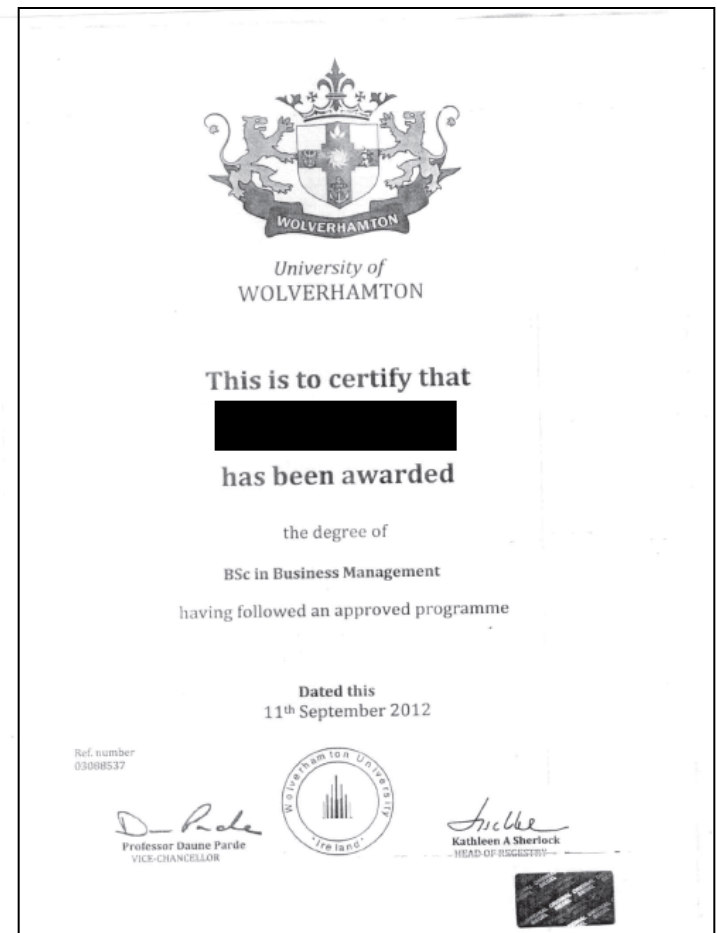 WOLVERHAMTON
University of
WOLVERHAMTON
This is to certify that
has been awarded
the degree of
BSc in Business Management
having followed an approved programme
Dated this
11th September 2012
Ref. number
03088537
Wolverhamton University
Ireland
Professor Daune Parde
VICE-CHANCELLOR
Kathleen A Sherlock
HEAD OF REGESTRY